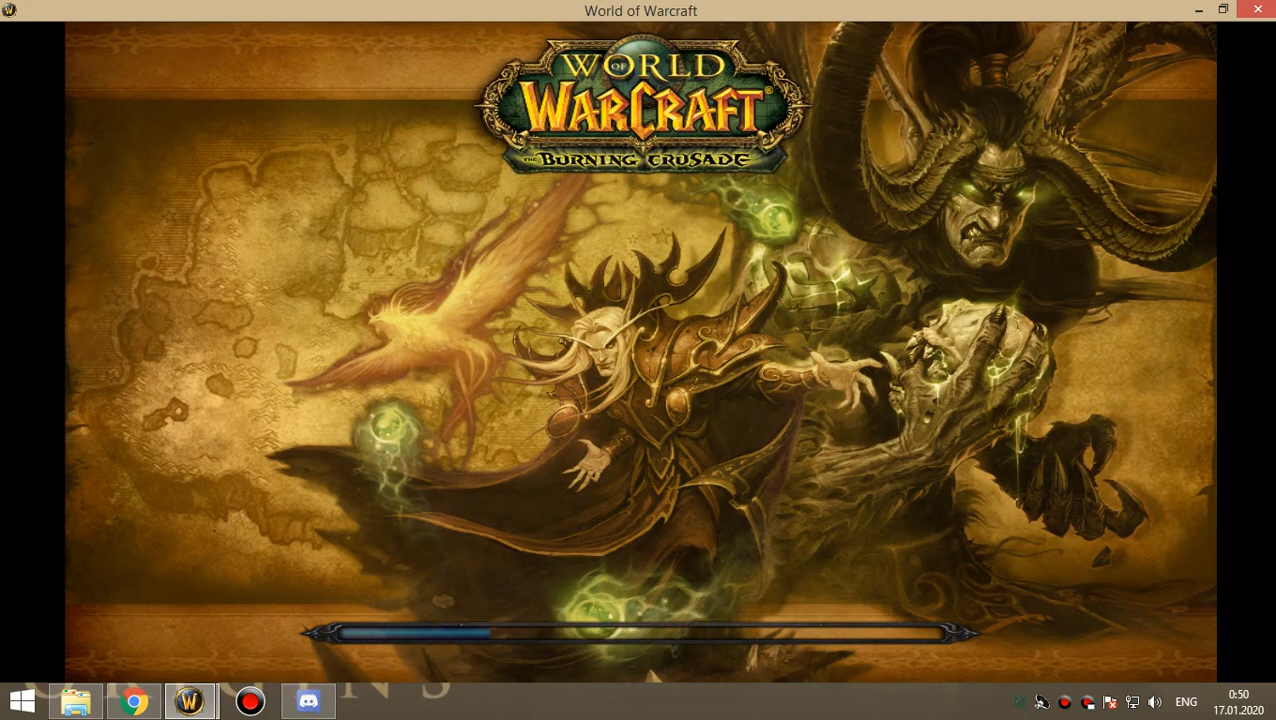 World of Warcraft
WORLD
OF
WARCRAFT®
THE BURNING CRUSADE
ENG
0:50
17.01.2020